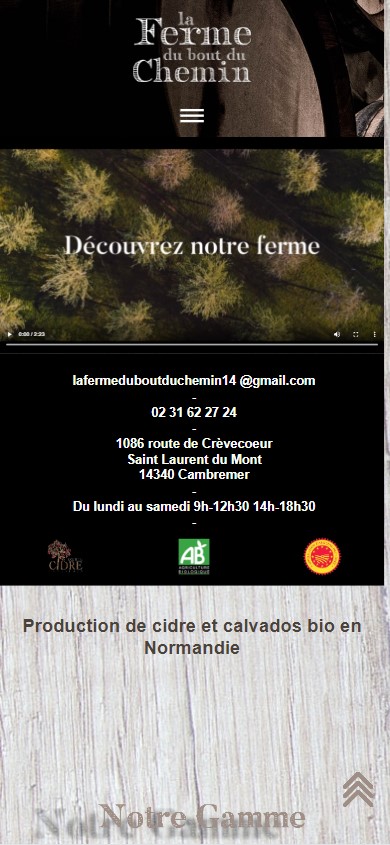 la
Ferme
du bout du
Chemin
Découvrez notre ferme
0:00 / 2:23
lafermeduboutduchemin14 @gmail.com
-
02 31 62 27 24
-
1086 route de Crèvecoeur
Saint Laurent du Mont
14340 Cambremer
-
Du lundi au samedi 9h-12h30 14h-18h30
-
CIDRE
AB
AGRICULTURE
BIOLOGIQUE
Production de cidre et calvados bio en
Normandie
Notre Gamme